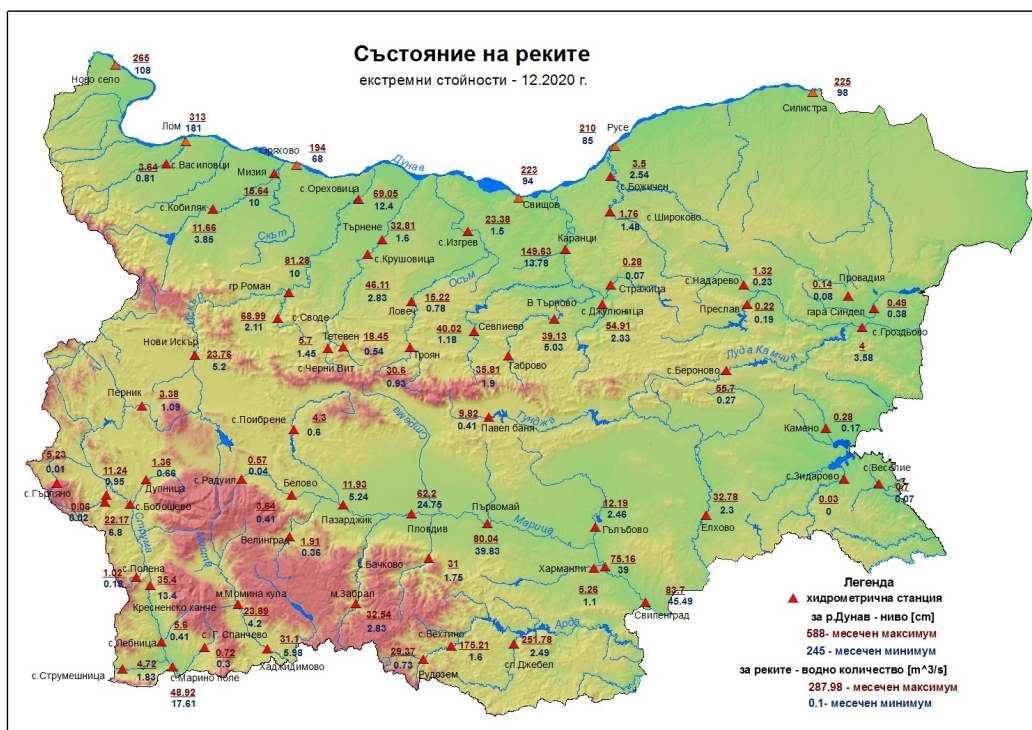 Състояние на реките
екстремни стойности - 12.2020 г.
265
108
Ново село
313
181
Лом
3.64
0.81
с.Василовци
Оряхово
194
68
Мизия
15.64
10
с.Кобиляк
11.66
3.85
Скът
с.Ореховица
69.05
12.4
Дунав
223
94
Свищов
210
85
Русе
225
98
Силистра
3.5
2.54
с.Божичен
1.76
1.48
с.Широково
Търнене
32.81
1.6
с.Крушовица
46.11
2.83
23.38
1.5
с.Изгрев
149.63
13.78
Каранци
81.28
10
гр.Роман
68.99
2.11
с.Своде
Искър
Осъм
15.22
0.78
Ловеч
40.02
1.18
Севлиево
В.Търново
39.13
5.03
0.28
0.07
Стражица
с.Джулюница
54.91
2.33
с.Надарево
1.32
0.23
Преслав
0.22
0.19
Провадия
0.14
0.08
0.49
0.38
гара Синдел
с.Гроздьово
4
3.58
Нови Искър
23.76
5.2
Тетевен
5.7
1.45
с.Черни Вит
18.45
0.54
Троян
30.6
0.93
35.81
1.9
Габрово
Луда Камчия
с.Бероново
55.7
0.27
Перник
3.38
1.09
с.Поибрене
4.3
0.6
Стряма
9.82
0.41
Павел баня
Тунджа
0.28
0.17
Камено
5.23
0.01
с.Гърляно
11.24
0.95
1.36
0.66
Дупница
с.Бобошево
0.06
0.02
22.17
6.8
0.57
0.04
с.Радуил
Белово
3.64
0.41
11.93
5.24
Пазарджик
62.2
24.75
Пловдив
Първомай
80.04
39.83
Марица
12.19
2.46
Гълъбово
32.78
2.3
Елхово
с.Зидарово
0.03
0
с.Веселие
0.7
0.07
Струма
Места
Велинград
1.91
0.36
с.Бачково
31
1.75
Харманли
75.16
39
5.26
1.1
83.7
45.49
Свиленград
с.Полена
1.02
0.18
35.4
13.4
Кресненско ханче
м.Момина кула
23.89
4.2
м.Забрал
32.54
2.83
с.Лебница
5.6
0.41
с. Г. Спанчево
0.72
0.3
31.1
5.98
Хаджидимово
с.Струмешница
4.72
1.83
с.Марино поле
48.92
17.61
с.Вехтино
175.21
1.6
29.37
0.73
Рудозем
251.78
2.49
сл.Джебел
Арда
Легенда
хидрометрична станция
за р.Дунав - ниво [cm]
588- месечен максимум
245 - месечен минимум
за реките - водно количество [m^3/s]
287.98 - месечен максимум
0.1- месечен минимум